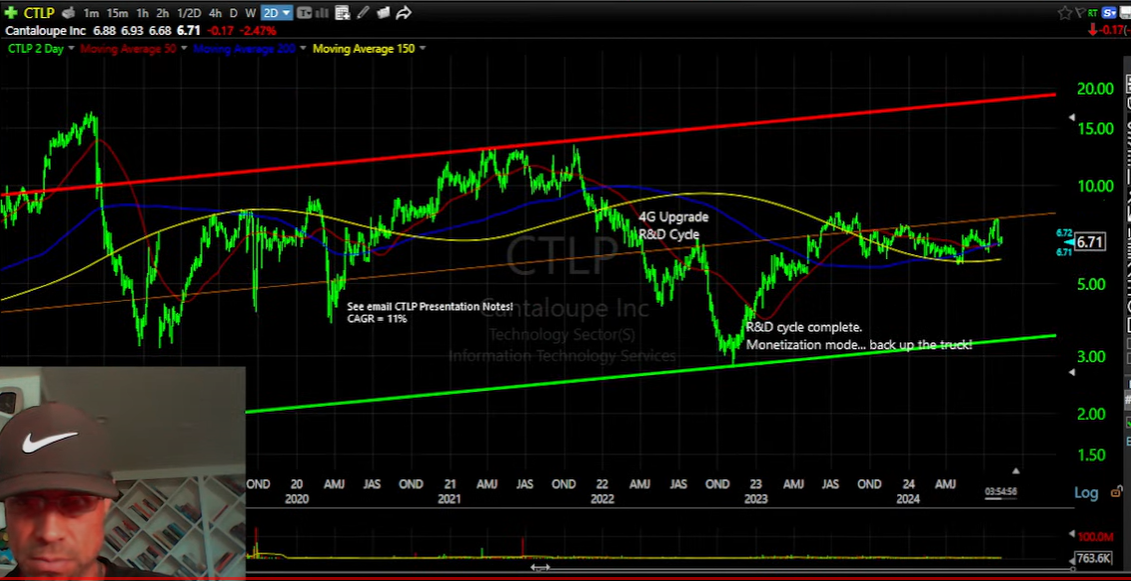 CTLP 1m 15m 1h 2h 1/2D 4h D W 2D
RT S
Cantaloupe Inc 6.88 6.93 6.68 6.71 -0.17 -2.47%
-0.17(-
CTLP 2 Day Moving Average 50 Moving Average 200 Moving Average 150
20.00
15.00
10.00
4G Upgrade
R&D Cycle
CTLP
6.72
6.71
6.71
5.00
See email CTLP Presentation Notes!
CAGR = 11%
Cantaloupe Inc
Technology Sector(S)
Information Technology Services
R&D cycle complete.
Monetization mode... back up the truck!
3.00
2.00
1.50
OND 20 AMJ JAS OND 21 AMJ JAS OND 22 AMJ JAS OND 23 AMJ JAS OND 24 AMJ
2020 2021 2022 2023 2024
03:54:56
Log
100.0M
763.6K